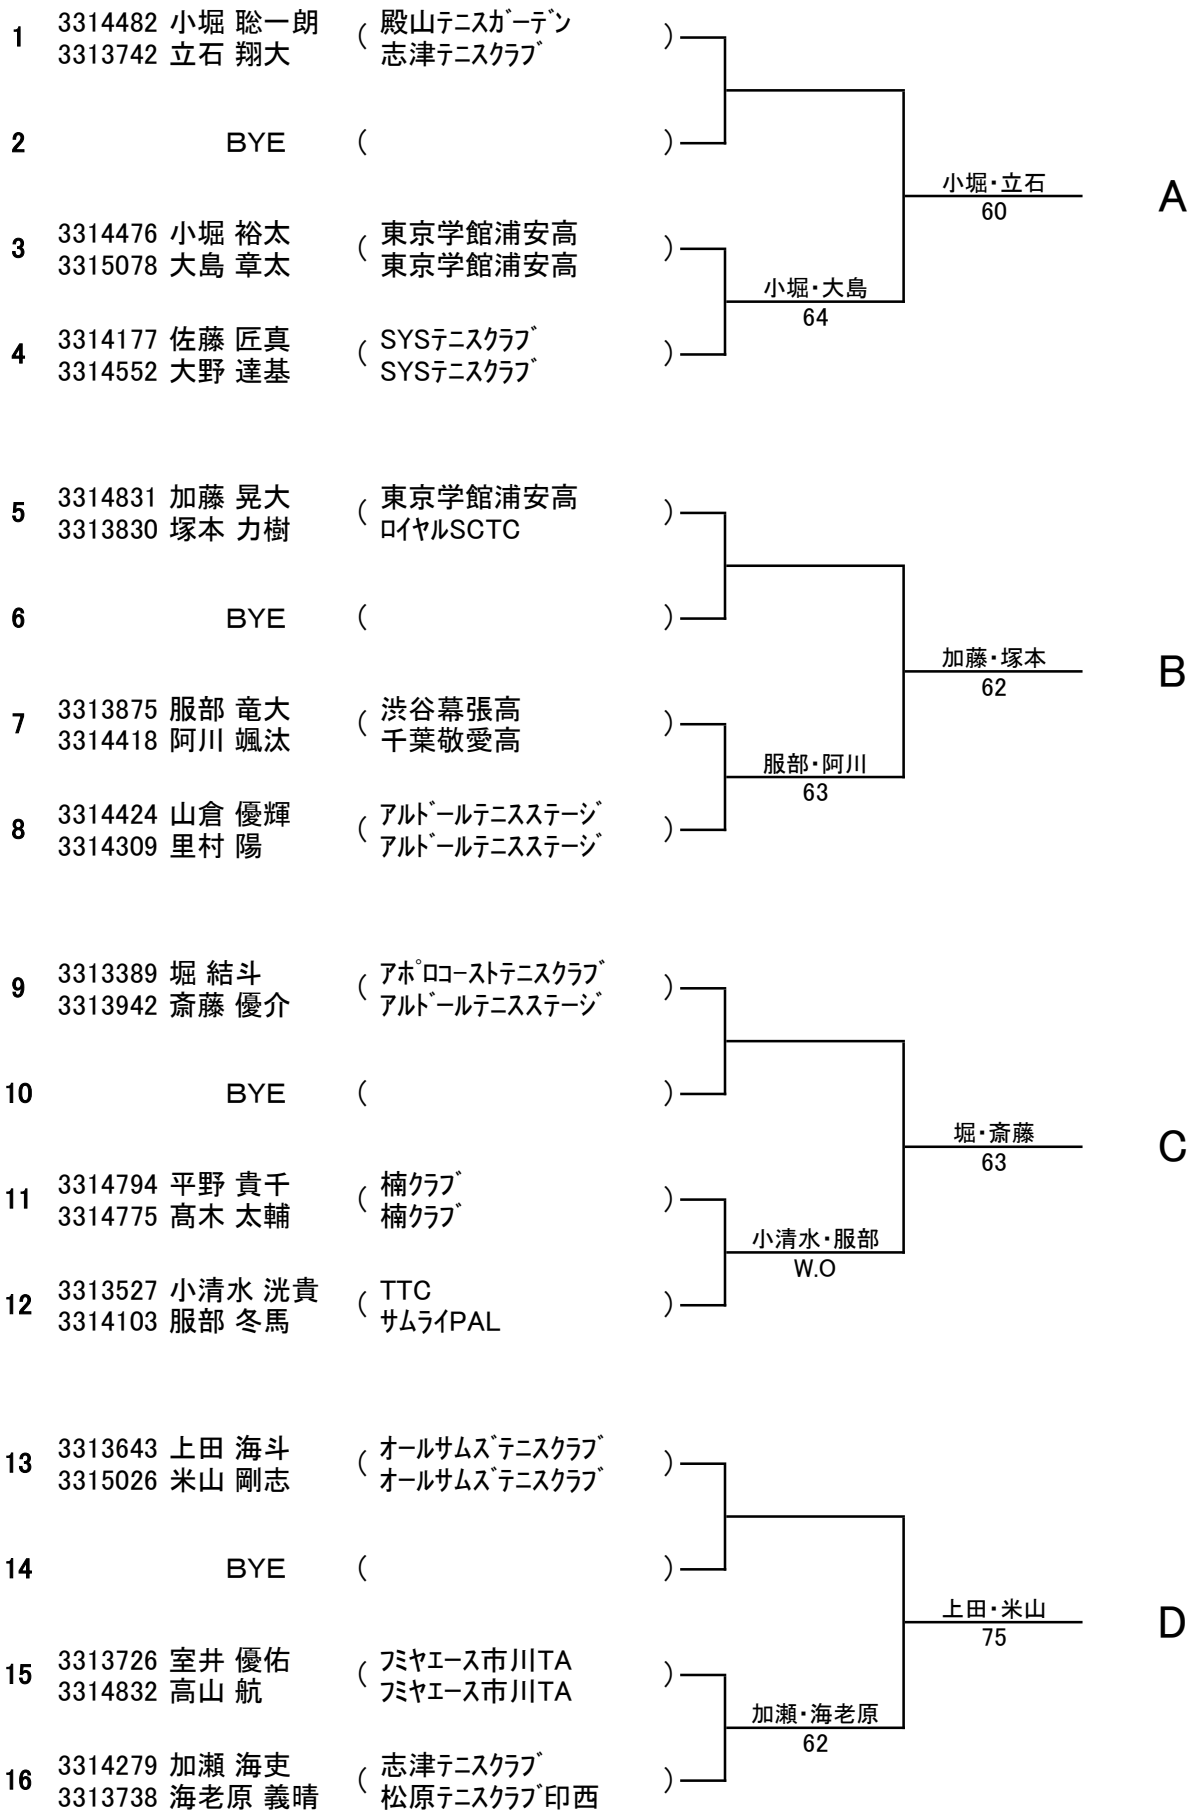 1 3314482 小堀 聡一朗 ( 殿山ﾃﾆｽｶﾞｰﾃﾞﾝ )
3313742 立石 翔大 志津ﾃﾆｽｸﾗﾌﾞ
2 BYE ( )
小堀・立石
60
A
3 3314476 小堀 裕太 ( 東京学館浦安高 )
3315078 大島 章太 東京学館浦安高
小堀・大島
64
4 3314177 佐藤 匠真 ( SYSﾃﾆｽｸﾗﾌﾞ )
3314552 大野 達基 SYSﾃﾆｽｸﾗﾌﾞ
5 3314831 加藤 晃大 ( 東京学館浦安高 )
3313830 塚本 力樹 ﾛｲﾔﾙSCTC
6 BYE ( )
加藤・塚本
62
B
7 3313875 服部 竜大 ( 渋谷幕張高 )
3314418 阿川 颯汰 千葉敬愛高
服部・阿川
63
8 3314424 山倉 優輝 ( ｱﾙﾄﾞｰﾙﾃﾆｽｽﾃｰｼﾞ )
3314309 里村 陽 ｱﾙﾄﾞｰﾙﾃﾆｽｽﾃｰｼﾞ
9 3313389 堀 結斗 ( ｱﾎﾟﾛｺｰｽﾄﾃﾆｽｸﾗﾌﾞ )
3313942 斎藤 優介 ｱﾙﾄﾞｰﾙﾃﾆｽｽﾃｰｼﾞ
10 BYE ( )
堀・斎藤
63
C
11 3314794 平野 貴千 ( 楠ｸﾗﾌﾞ )
3314775 髙木 太輔 楠ｸﾗﾌﾞ
小清水・服部
W.O
12 3313527 小清水 洸貴 ( TTC )
3314103 服部 冬馬 ｻﾑﾗｲPAL
13 3313643 上田 海斗 ( ｵｰﾙｻﾑｽﾞﾃﾆｽｸﾗﾌﾞ )
3315026 米山 剛志 ｵｰﾙｻﾑｽﾞﾃﾆｽｸﾗﾌﾞ
14 BYE ( )
上田・米山
75
D
15 3313726 室井 優佑 ( ﾌﾐﾔｴｰｽ市川TA )
3314832 高山 航 ﾌﾐﾔｴｰｽ市川TA
加瀬・海老原
62
16 3314279 加瀬 海吏 ( 志津ﾃﾆｽｸﾗﾌﾞ )
3313738 海老原 義晴 松原ﾃﾆｽｸﾗﾌﾞ印西